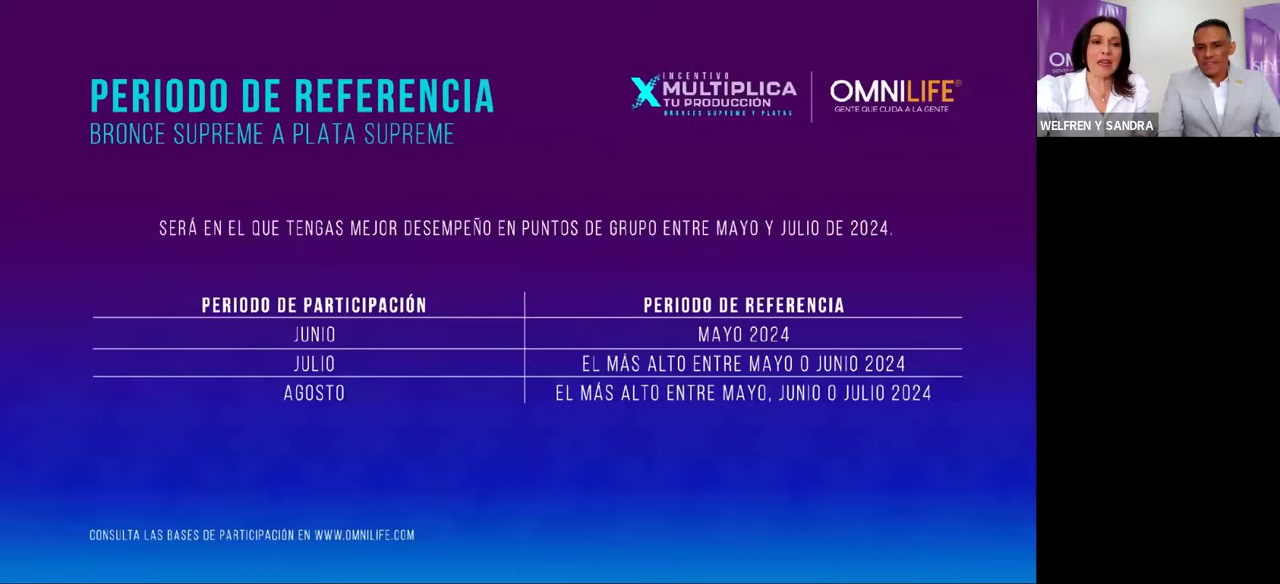 PERIODO DE REFERENCIA
BRONCE SUPREME A PLATA SUPREME
INCENTIVO
X MULTIPLICA
TU PRODUCCIÓN
BRONCES SUPREME Y PLATAS
OMNILIFE®
GENTE QUE CUIDA A LA GENTE
WELFREN Y SANDRA
SERÁ EN EL QUE TENGAS MEJOR DESEMPEÑO EN PUNTOS DE GRUPO ENTRE MAYO Y JULIO DE 2024.
PERIODO DE PARTICIPACIÓN PERIODO DE REFERENCIA
JUNIO MAYO 2024
JULIO EL MÁS ALTO ENTRE MAYO O JUNIO 2024
AGOSTO EL MÁS ALTO ENTRE MAYO, JUNIO O JULIO 2024
CONSULTA LAS BASES DE PARTICIPACIÓN EN WWW.OMNILIFE.COM